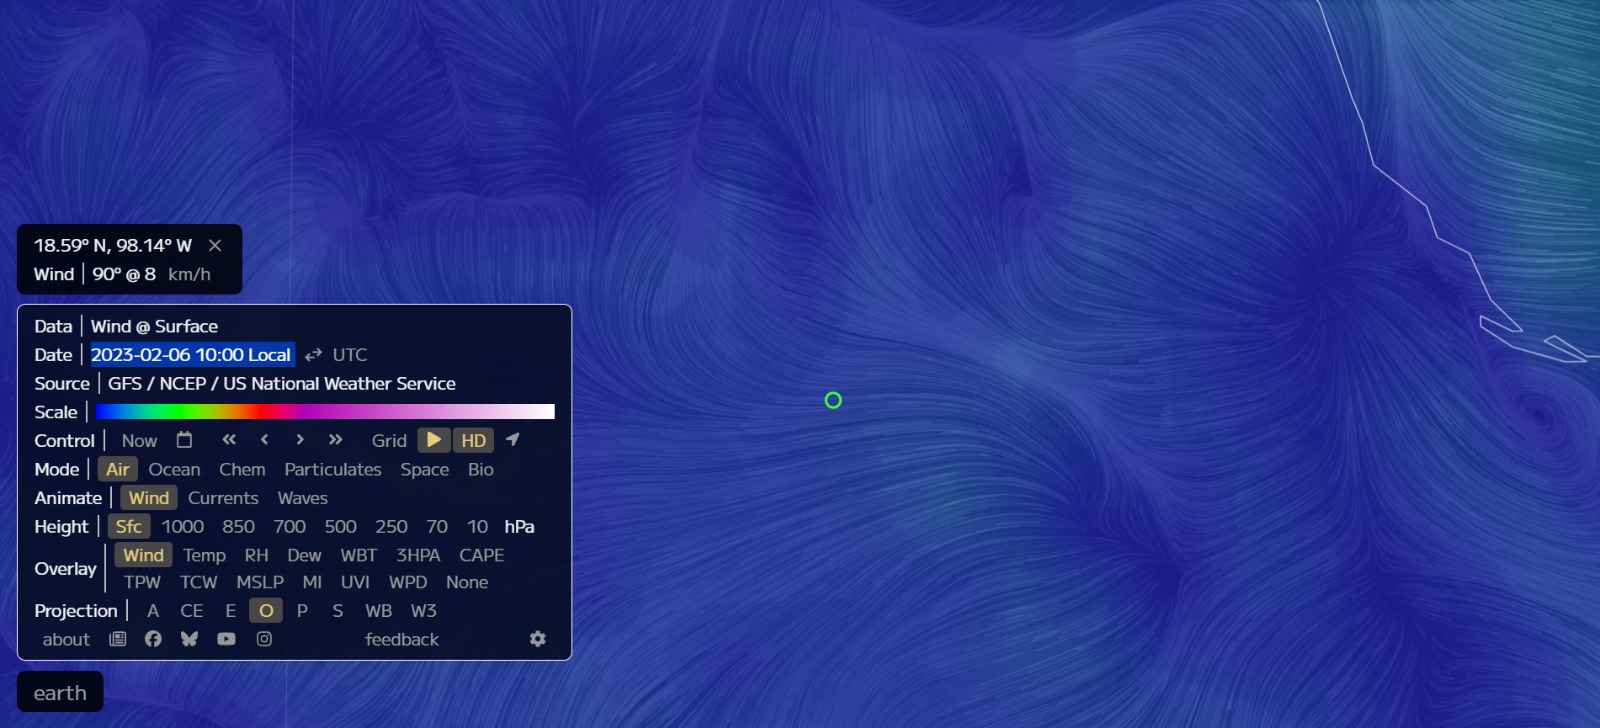 18.59° N, 98.14° W ×
Wind | 90° @ 8 km/h
Data | Wind @ Surface
Date | 2023-02-06 10:00 Local ⇄ UTC
Source | GFS / NCEP / US National Weather Service
Scale |
Control | Now « ‹ › » Grid HD
Mode | Air Ocean Chem Particulates Space Bio
Animate | Wind Currents Waves
Height | Sfc 1000 850 700 500 250 70 10 hPa
Overlay | Wind Temp RH Dew WBT 3HPA CAPE
TPW TCW MSLP MI UVI WPD None
Projection | A CE E O P S WB W3
about feedback
earth